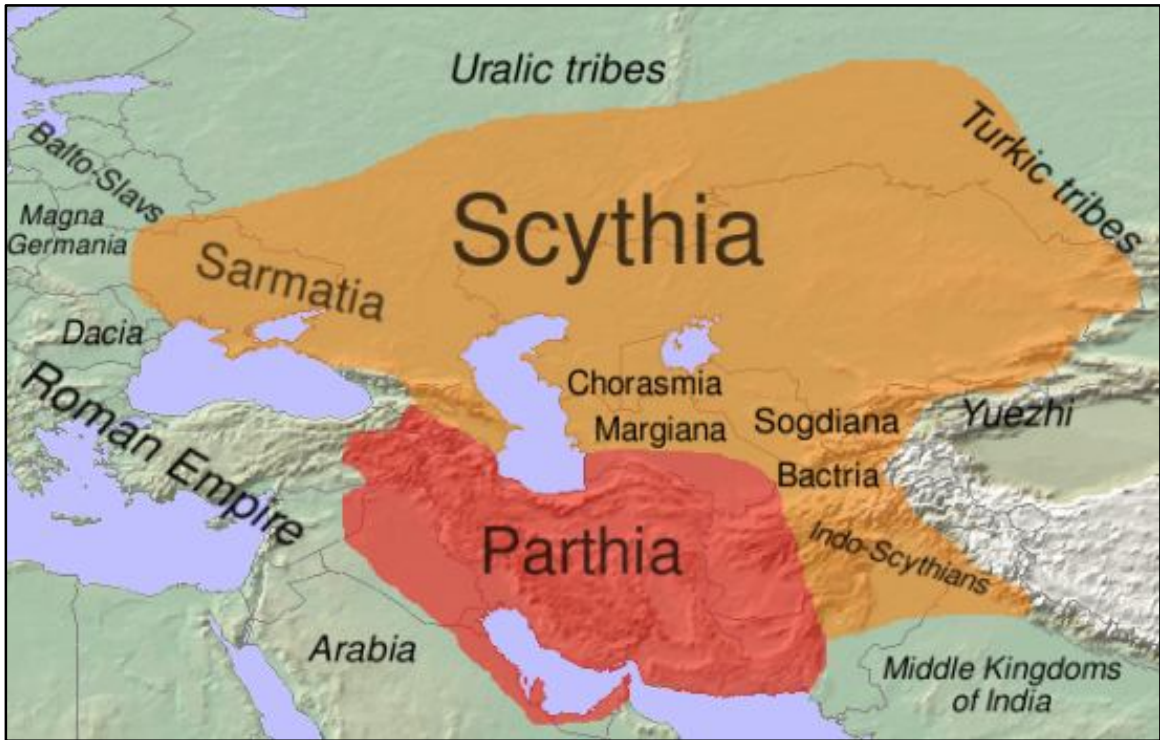 Uralic tribes
Turkic tribes
Balto-Slavs
Scythia
Magna
Germania
Sarmatia
Dacia
Chorasmia
Roman Empire
Margiana
Sogdiana
Yuezhi
Bactria
Parthia
Indo-Scythians
Arabia
Middle Kingdoms
of India